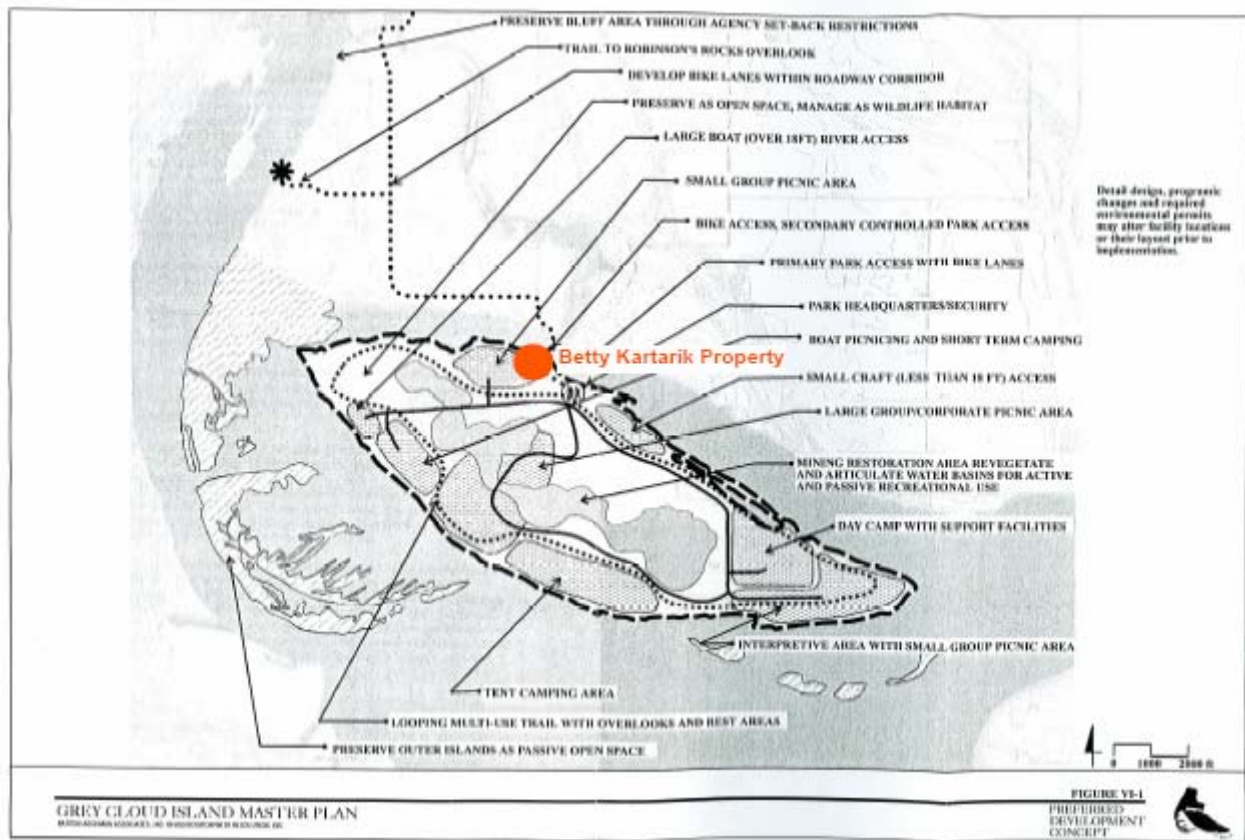 PRESERVE BLUFF AREA THROUGH AGENCY SET-BACK RESTRICTIONS
TRAIL TO ROBINSON'S ROCKS OVERLOOK
DEVELOP BIKE LANES WITHIN ROADWAY CORRIDOR
PRESERVE AS OPEN SPACE, MANAGE AS WILDLIFE HABITAT
LARGE BOAT (OVER 18FT) RIVER ACCESS
SMALL GROUP PICNIC AREA
BIKE ACCESS, SECONDARY CONTROLLED PARK ACCESS
PRIMARY PARK ACCESS WITH BIKE LANES
PARK HEADQUARTERS/SECURITY
Betty Kartarik Property
BOAT PICNICING AND SHORT TERM CAMPING
SMALL CRAFT (LESS THAN 18 FT) ACCESS
LARGE GROUP/CORPORATE PICNIC AREA
MINING RESTORATION AREA REVEGETATE
AND ARTICULATE WATER BASINS FOR ACTIVE
AND PASSIVE RECREATIONAL USE
DAY CAMP WITH SUPPORT FACILITIES
INTERPRETIVE AREA WITH SMALL GROUP PICNIC AREA
TENT CAMPING AREA
LOOPING MULTI-USE TRAIL WITH OVERLOOKS AND REST AREAS
PRESERVE OUTER ISLANDS AS PASSIVE OPEN SPACE
Detail design, programic
changes and required
environmental permits
may alter facility locations
or their layout prior to
implementation.
0 1000 2000 ft
GREY CLOUD ISLAND MASTER PLAN
FIGURE VI-1
PREFERRED
DEVELOPMENT
CONCEPT